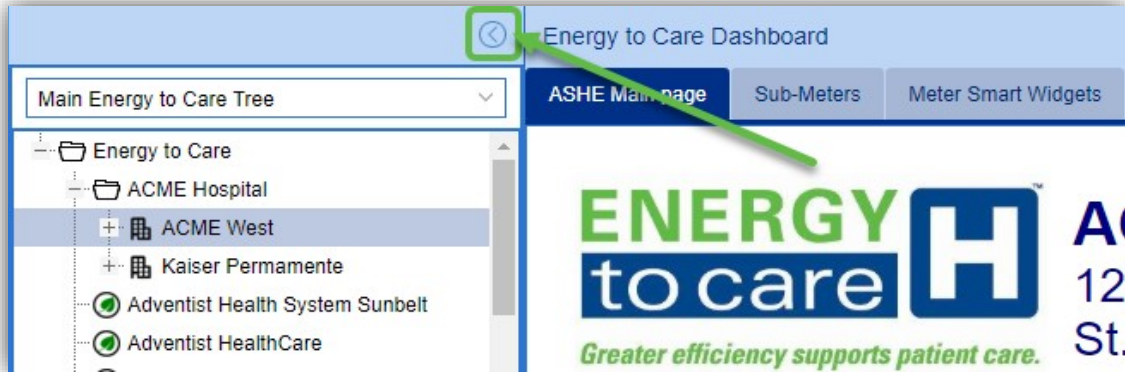 Energy to Care Dashboard
Main Energy to Care Tree
ASHE Main page
Sub-Meters
Meter Smart Widgets
Energy to Care
ACME Hospital
ACME West
Kaiser Permamente
Adventist Health System Sunbelt
Adventist HealthCare
ENERGY
to care
H™
Greater efficiency supports patient care.
12
St.